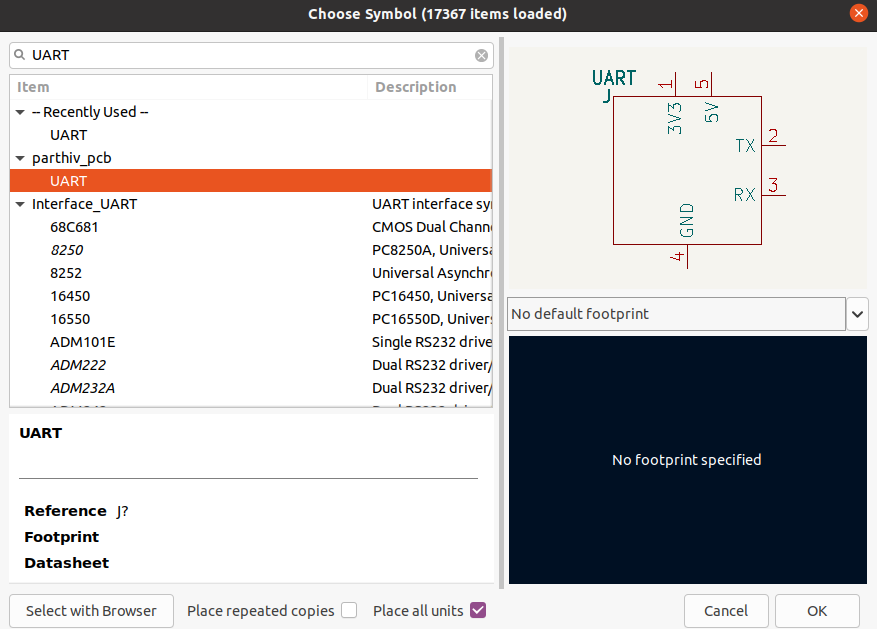 Choose Symbol (17367 items loaded)
UART
Item Description
-- Recently Used --
UART
parthiv_pcb
UART
Interface_UART UART interface sy
68C681 CMOS Dual Chann
8250 PC8250A, Univers
8252 Universal Asynchr
16450 PC16450, Univers
16550 PC16550D, Univer
ADM101E Single RS232 drive
ADM222 Dual RS232 driver/
ADM232A Dual RS232 driver/
UART
J
1
5
3V3
5V
TX 2
RX 3
GND
4
No default footprint
No footprint specified
UART
Reference J?
Footprint
Datasheet
Select with Browser Place repeated copies Place all units Cancel OK